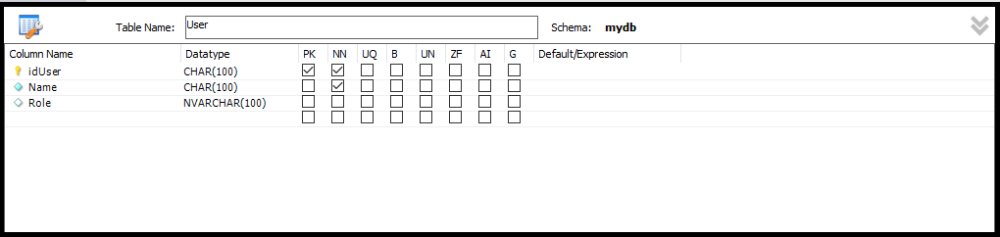 Table Name: User Schema: mydb
Column Name Datatype PK NN UQ B UN ZF AI G Default/Expression
idUser CHAR(100)
Name CHAR(100)
Role NVARCHAR(100)